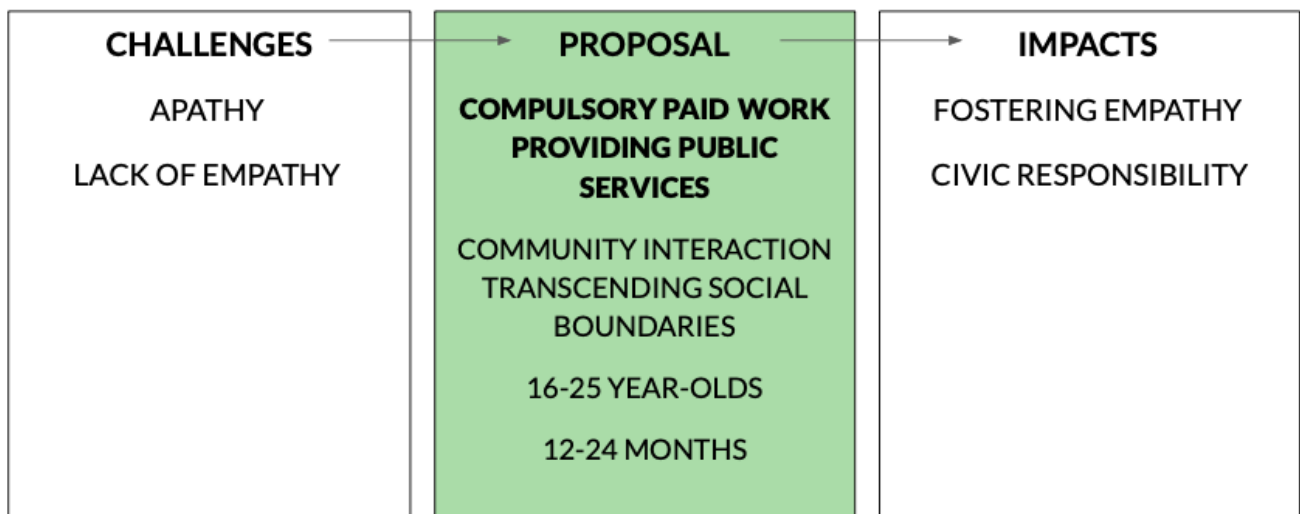 CHALLENGES
APATHY
LACK OF EMPATHY
PROPOSAL
COMPULSORY PAID WORK
PROVIDING PUBLIC
SERVICES
COMMUNITY INTERACTION
TRANSCENDING SOCIAL
BOUNDARIES
16-25 YEAR-OLDS
12-24 MONTHS
IMPACTS
FOSTERING EMPATHY
CIVIC RESPONSIBILITY